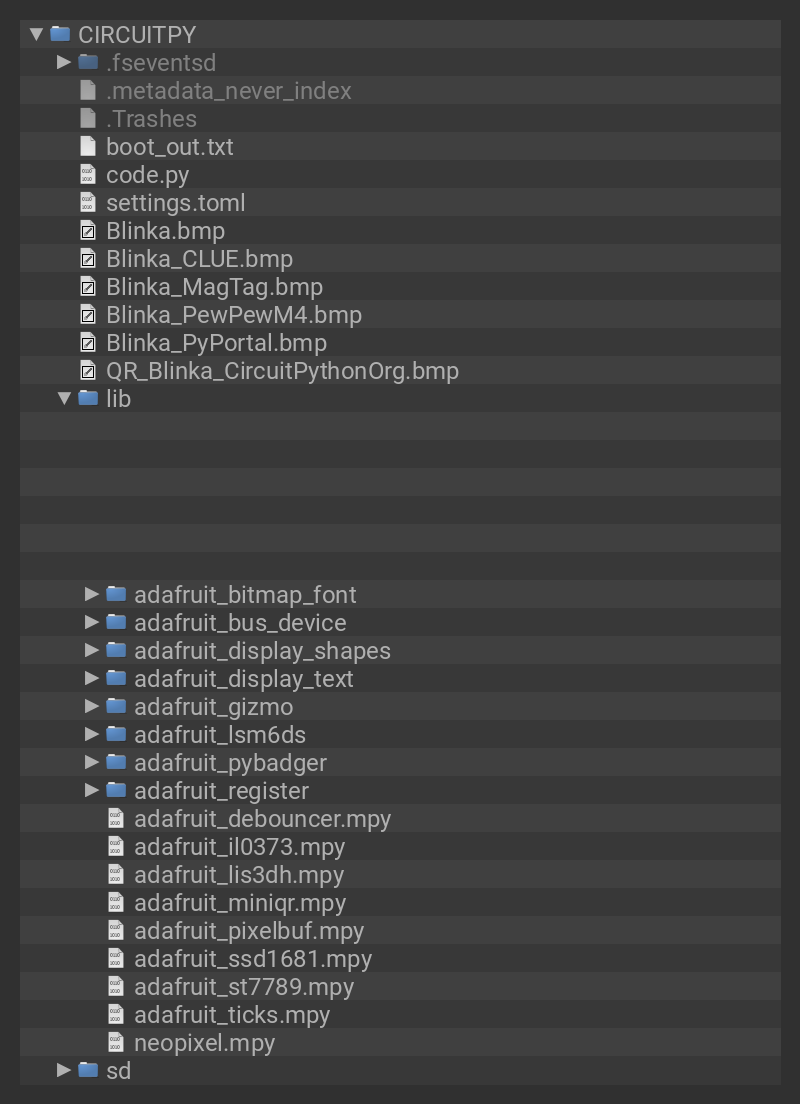 CIRCUITPY
.fseventsd
.metadata_never_index
.Trashes
boot_out.txt
code.py
settings.toml
Blinka.bmp
Blinka_CLUE.bmp
Blinka_MagTag.bmp
Blinka_PewPewM4.bmp
Blinka_PyPortal.bmp
QR_Blinka_CircuitPythonOrg.bmp
lib
adafruit_bitmap_font
adafruit_bus_device
adafruit_display_shapes
adafruit_display_text
adafruit_gizmo
adafruit_lsm6ds
adafruit_pybadger
adafruit_register
adafruit_debouncer.mpy
adafruit_il0373.mpy
adafruit_lis3dh.mpy
adafruit_miniqr.mpy
adafruit_pixelbuf.mpy
adafruit_ssd1681.mpy
adafruit_st7789.mpy
adafruit_ticks.mpy
neopixel.mpy
sd